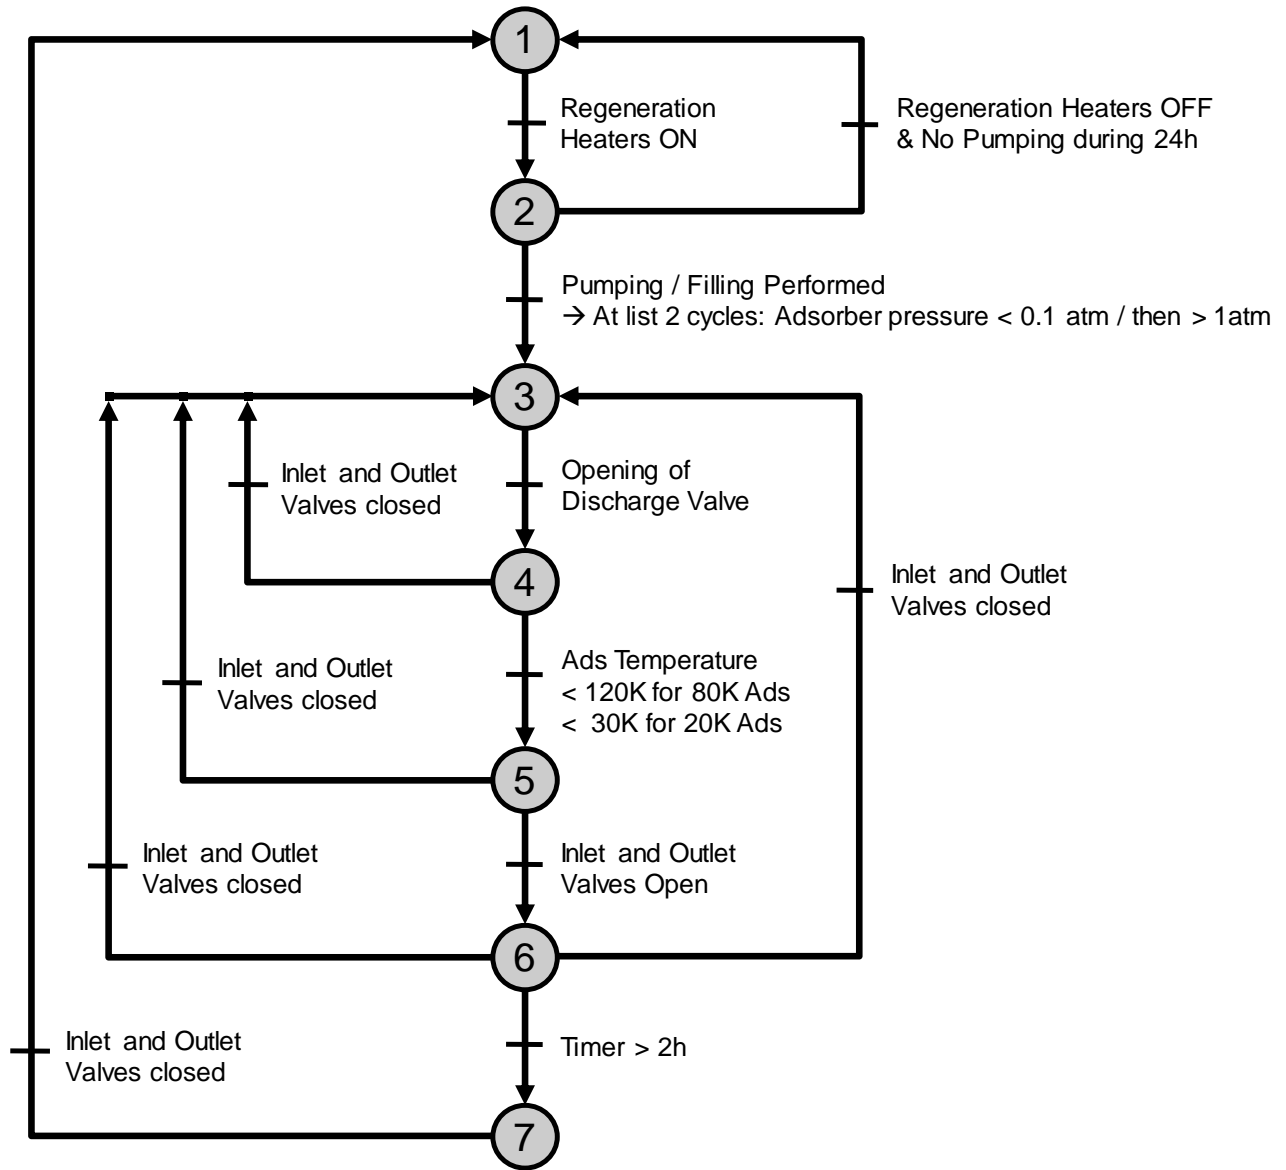 1
Regeneration
Heaters ON
Regeneration Heaters OFF
& No Pumping during 24h
2
Pumping / Filling Performed
→ At list 2 cycles: Adsorber pressure < 0.1 atm / then > 1atm
3
Inlet and Outlet
Valves closed
Opening of
Discharge Valve
4
Inlet and Outlet
Valves closed
Inlet and Outlet
Valves closed
Ads Temperature
< 120K for 80K Ads
< 30K for 20K Ads
5
Inlet and Outlet
Valves closed
Inlet and Outlet
Valves Open
6
Inlet and Outlet
Valves closed
Timer > 2h
7